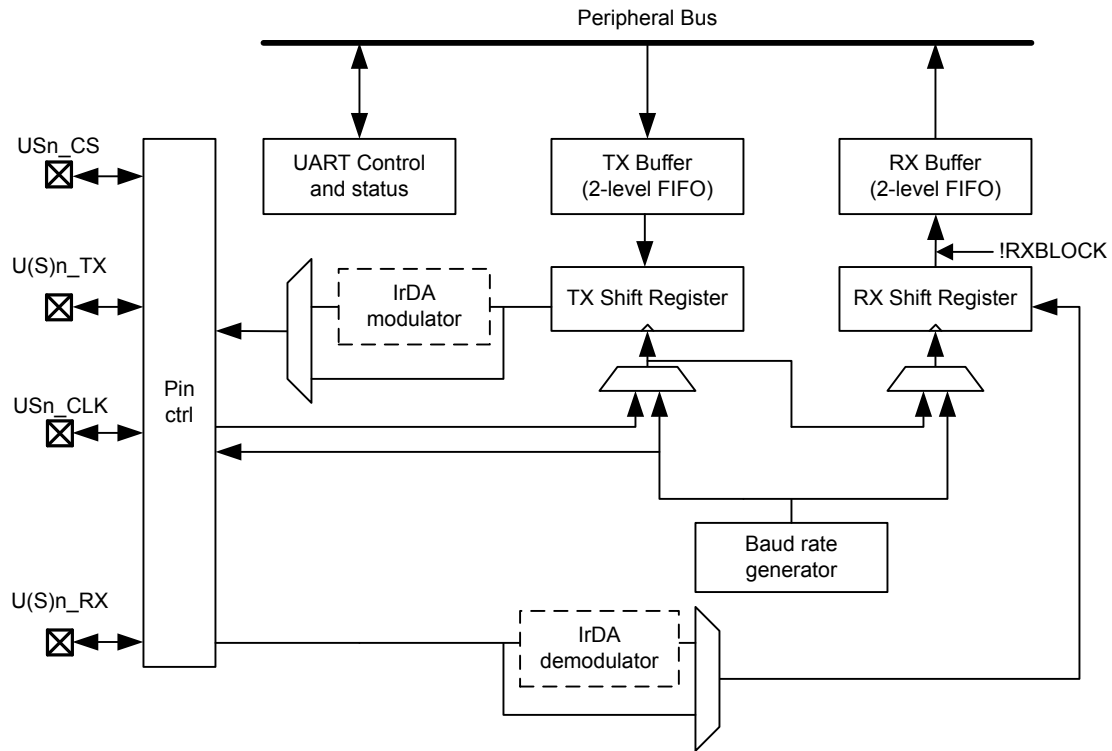 Peripheral Bus
USn_CS
UART Control
and status
TX Buffer
(2-level FIFO)
RX Buffer
(2-level FIFO)
!RXBLOCK
U(S)n_TX
IrDA
modulator
TX Shift Register
RX Shift Register
Pin
ctrl
USn_CLK
Baud rate
generator
U(S)n_RX
IrDA
demodulator